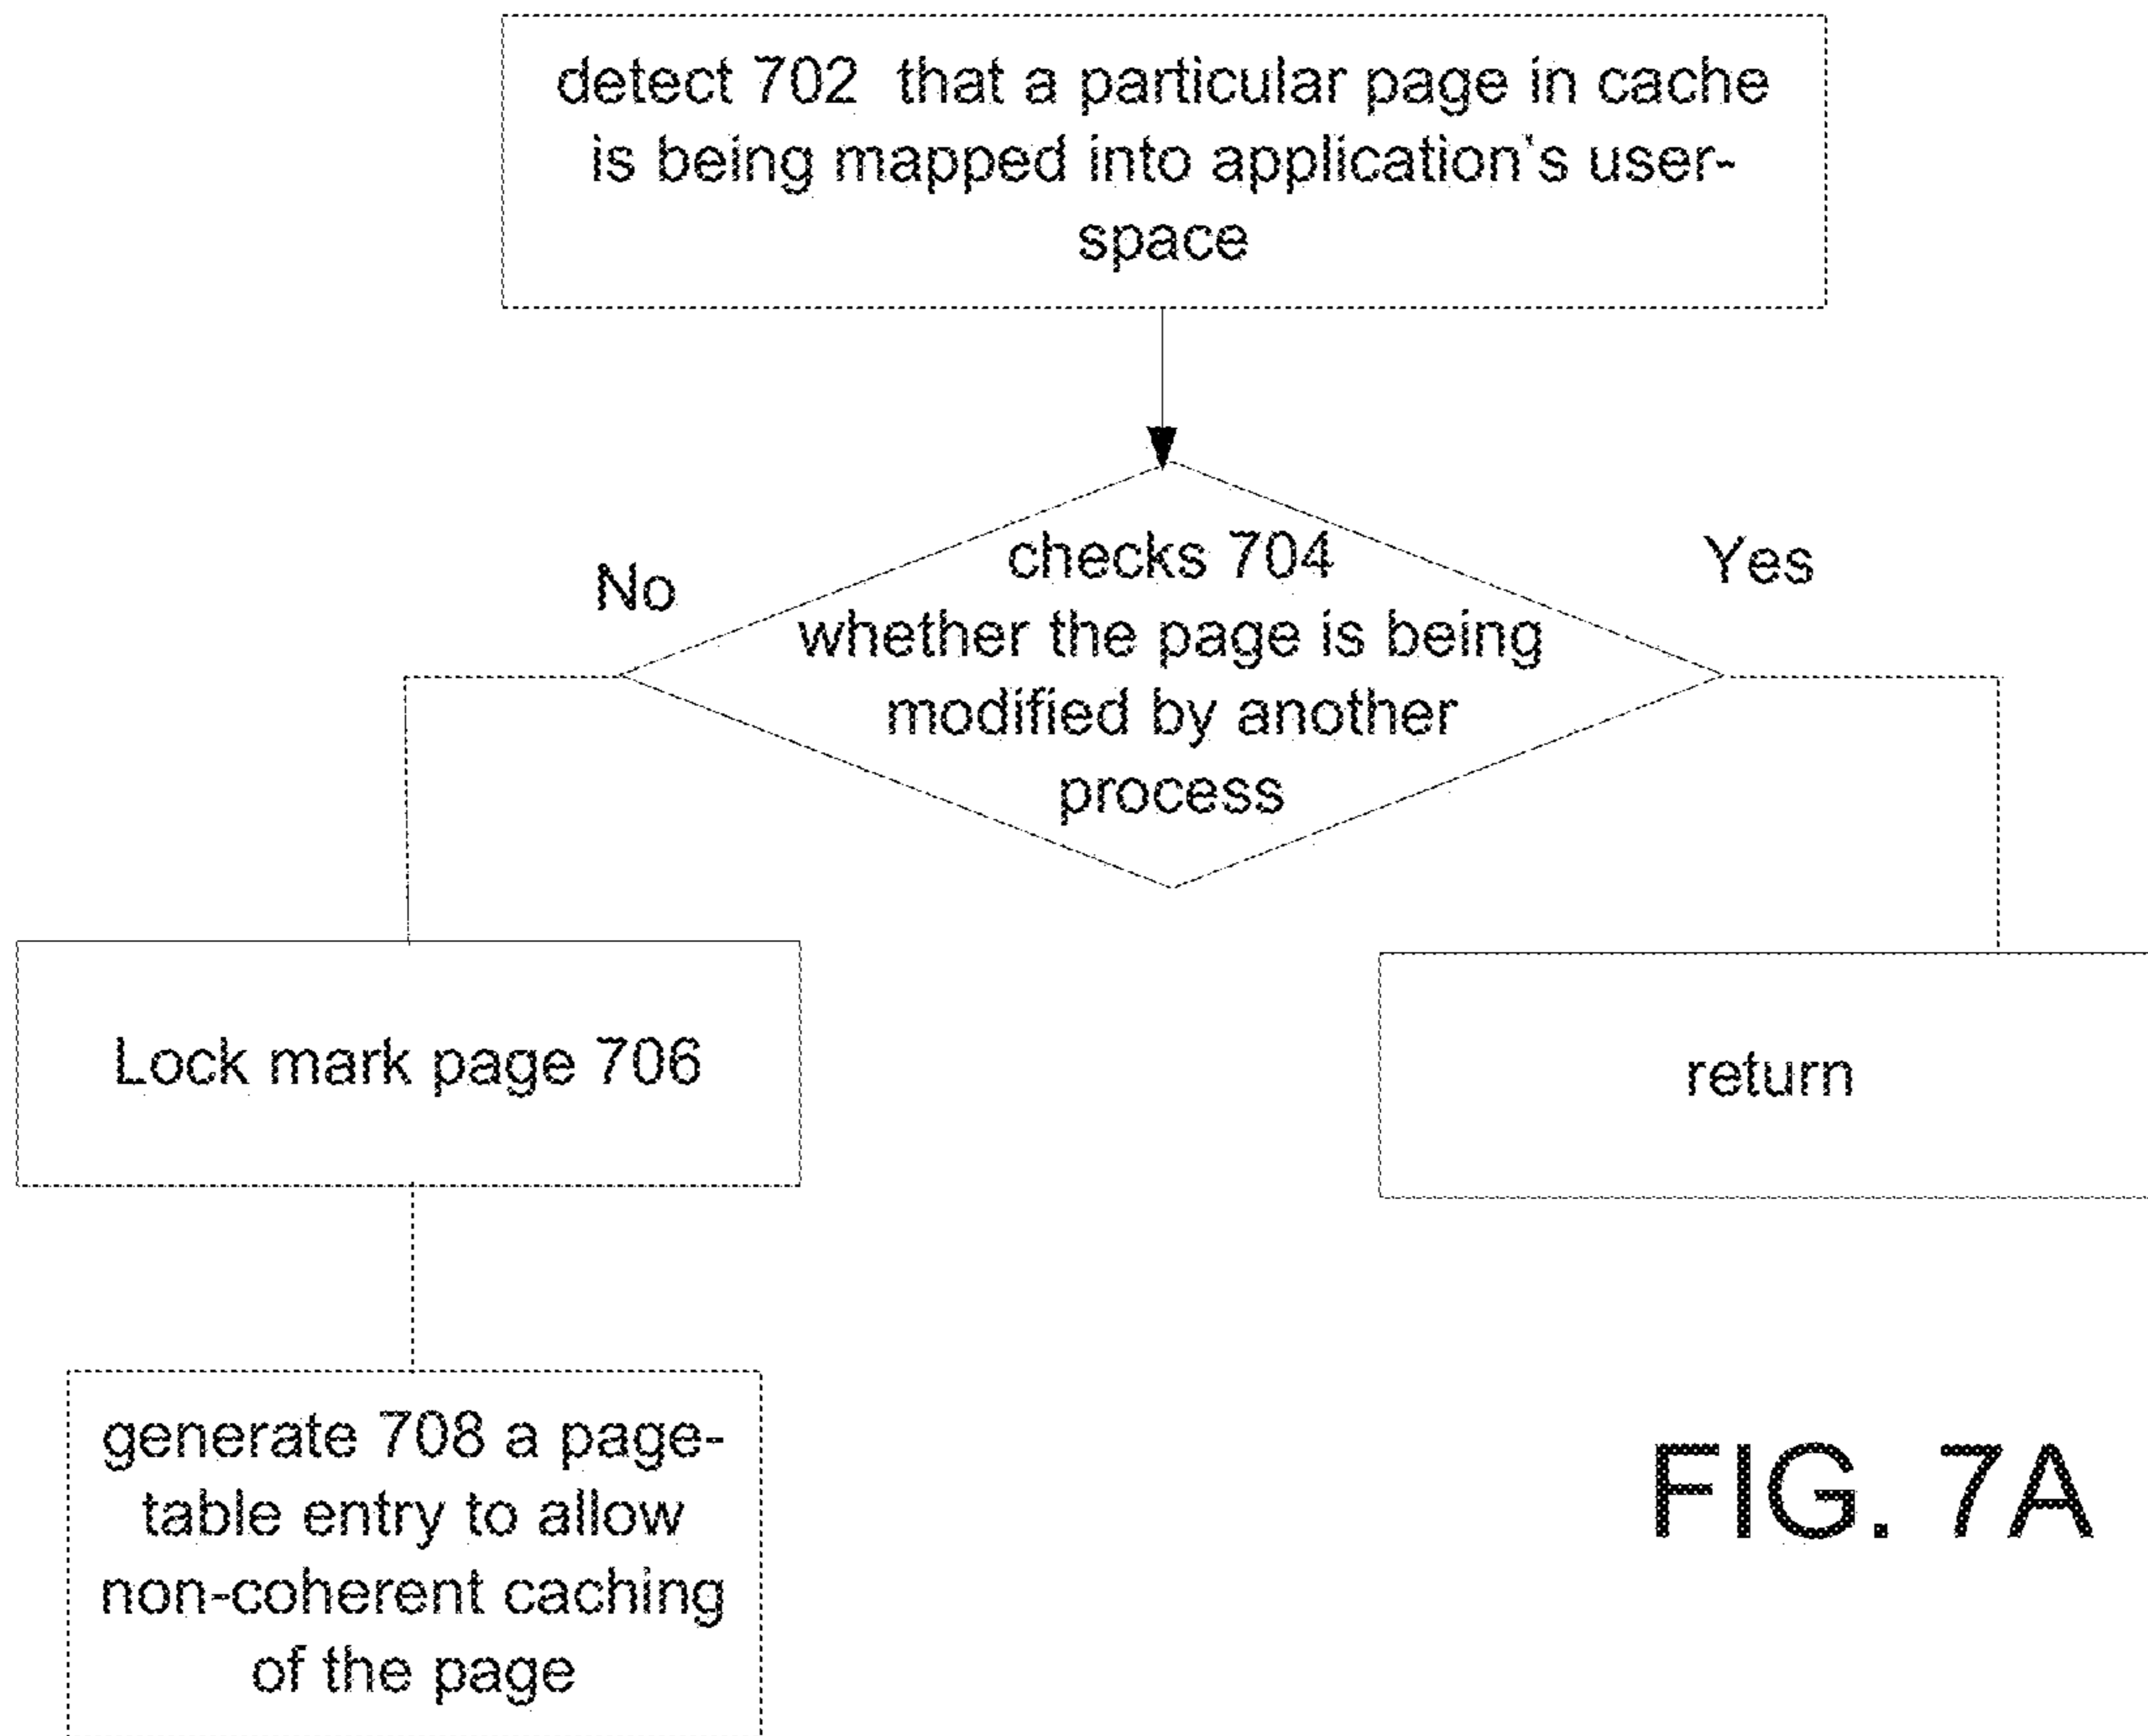 detect 702 that a particular page in cache
is being mapped into application's user-
space
No
checks 704
whether the page is being
modified by another
process
Yes
Lock mark page 706
return
generate 708 a page-
table entry to allow
non-coherent caching
of the page
FIG. 7A